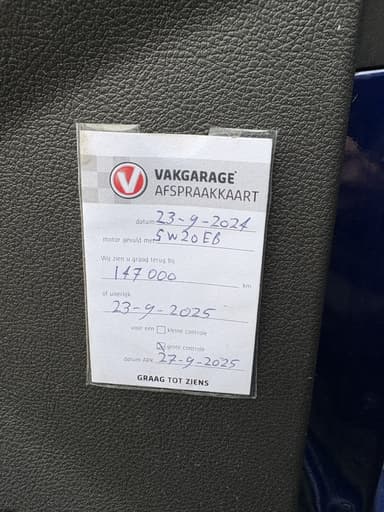 VAKGARAGE
AFSPRAAKKAART
datum 23-9-2024
motor gevuld met 5W20EB
Wij zien u graag terug bij
147000 km
of uiterlijk
23-9-2025
voor een kleine controle
grote controle
datum APK 27-9-2025
GRAAG TOT ZIENS